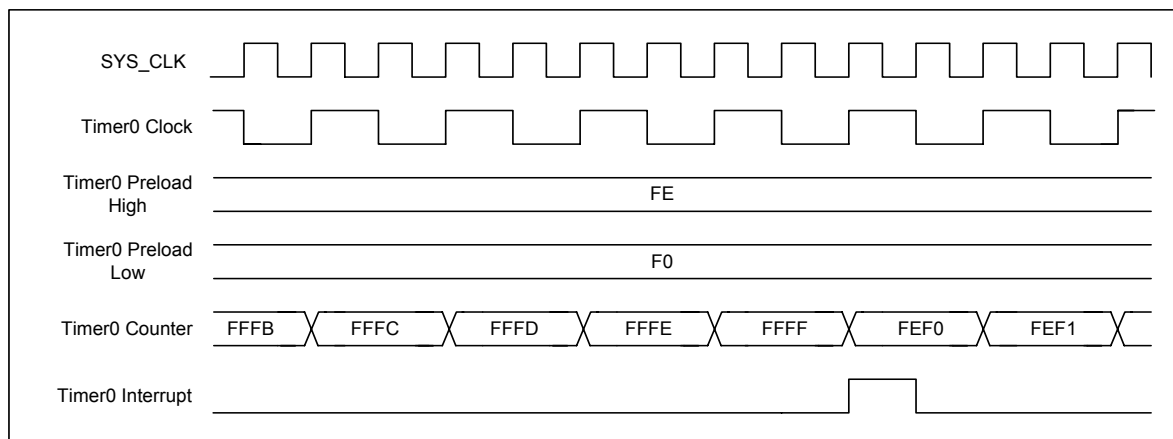 SYS_CLK
Timer0 Clock
Timer0 Preload
High
FE
Timer0 Preload
Low
F0
Timer0 Counter FFFB FFFC FFFD FFFE FFFF FEF0 FEF1
Timer0 Interrupt